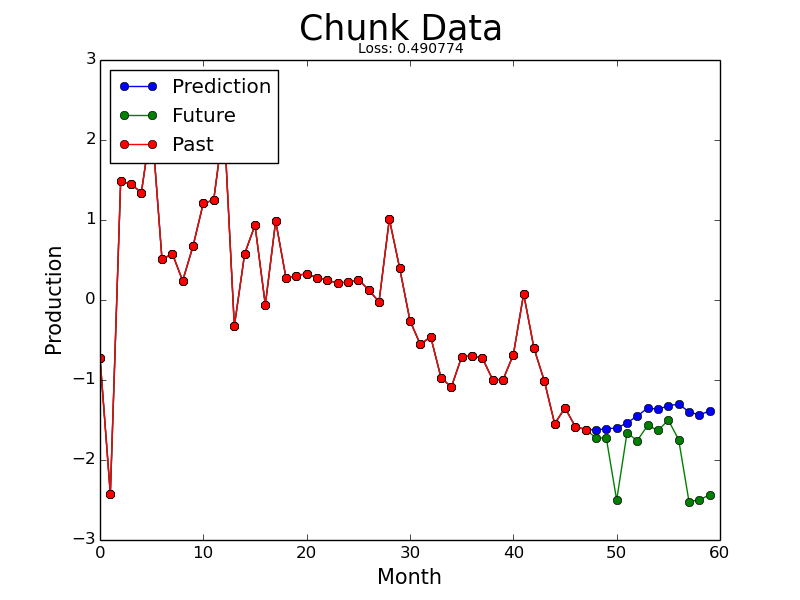 Chunk Data
Loss: 0.490774
3
Prediction
Future
Past
2
1
0
−1
−2
−3
Production
0 10 20 30 40 50 60
Month